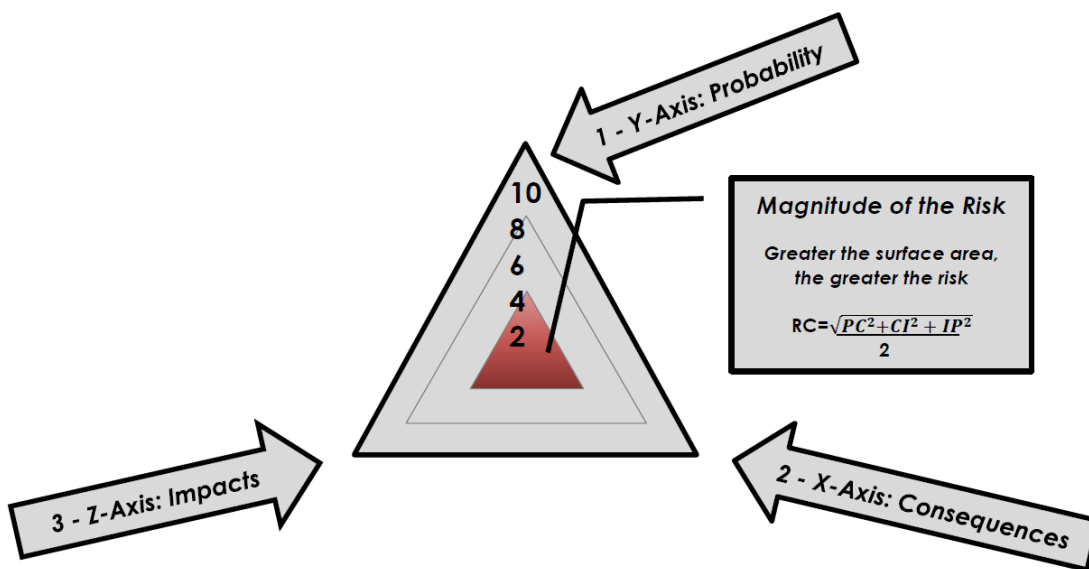 1 - Y-Axis: Probability
10
8
6
4
2
Magnitude of the Risk
Greater the surface area,
the greater the risk
RC=√PC²+CI² + IP²
2
3 - Z-Axis: Impacts
2 - X-Axis: Consequences